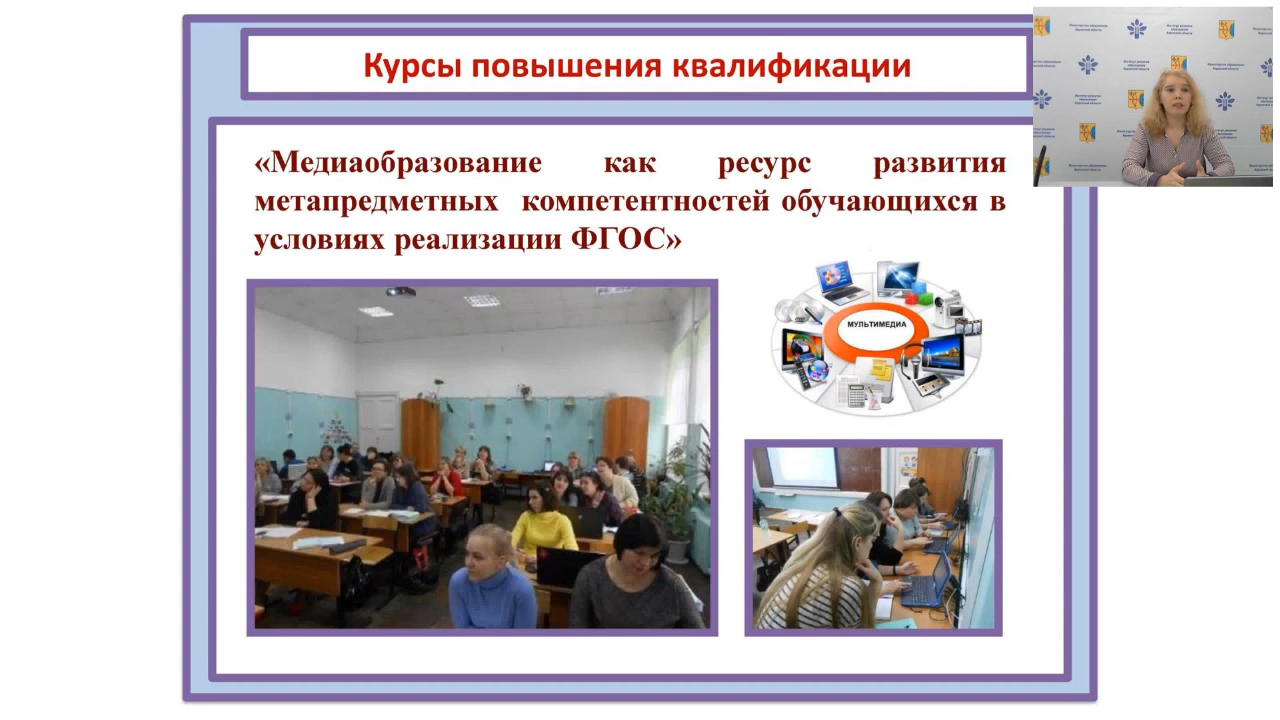 Курсы повышения квалификации
«Медиаобразование как ресурс развития
метапредметных компетентностей обучающихся в
условиях реализации ФГОС»
МУЛЬТИМЕДИА